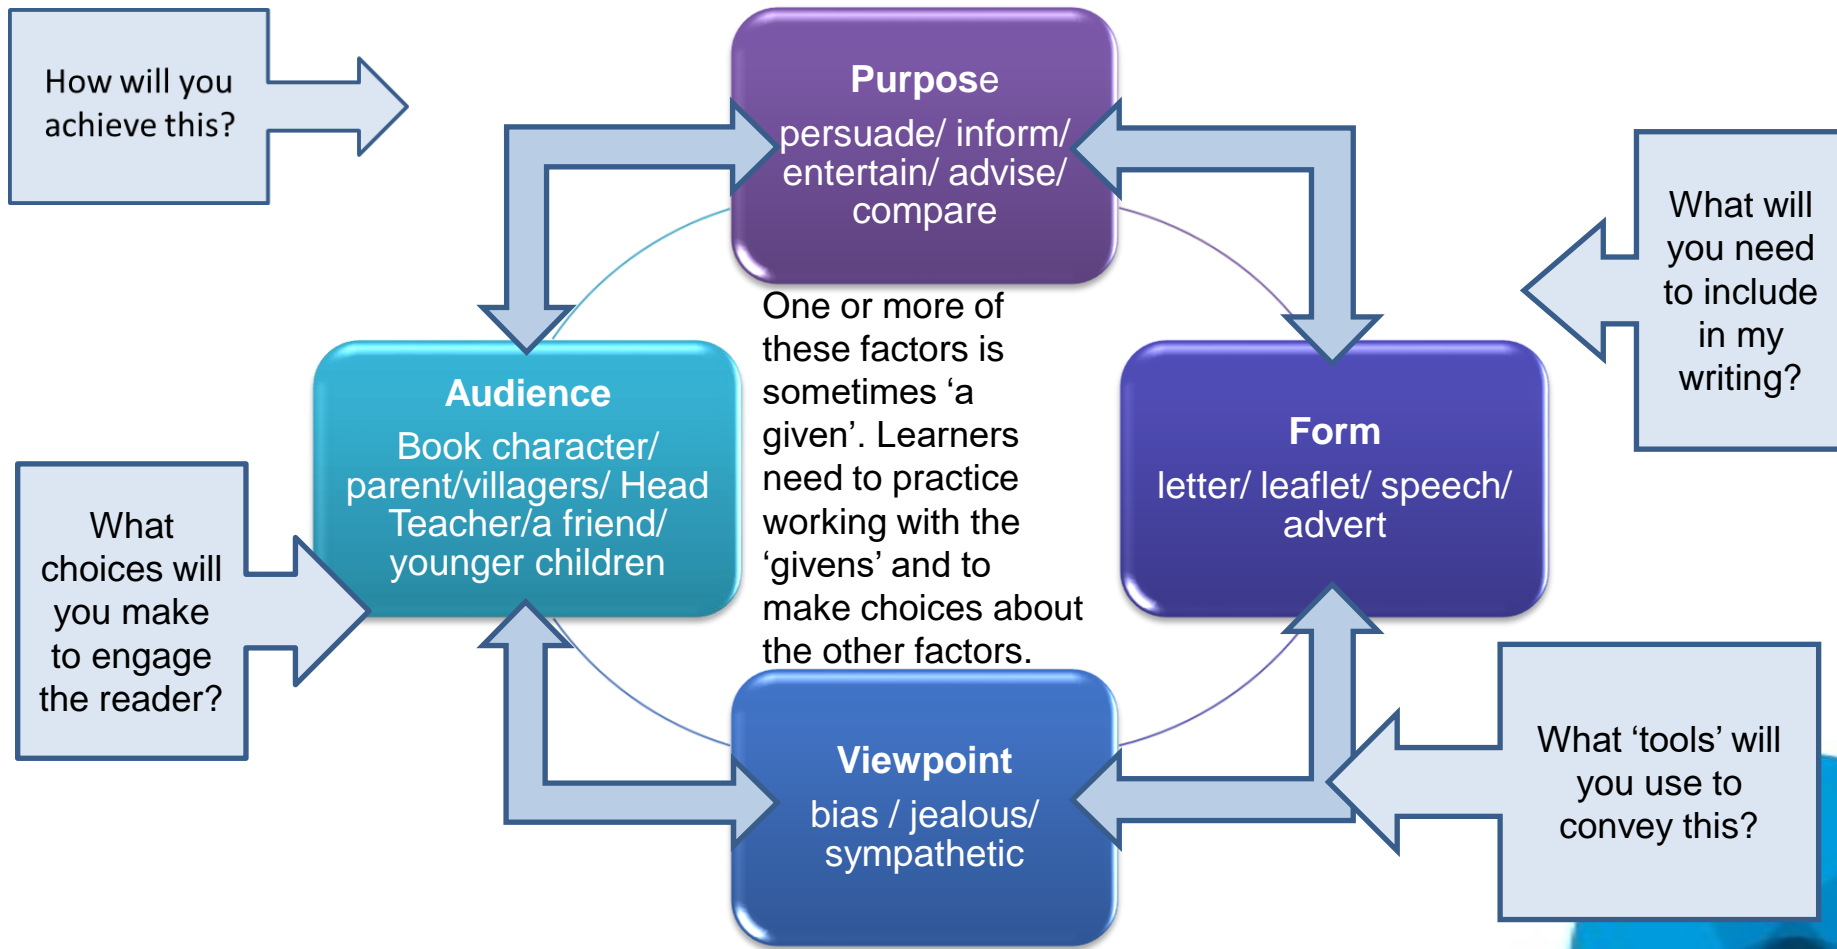 How will you
achieve this?
Purpose
persuade/ inform/
entertain/ advise/
compare
What will
you need
to include
in my
writing?
Audience
Book character/
parent/villagers/ Head
Teacher/a friend/
younger children
One or more of
these factors is
sometimes ‘a
given’. Learners
need to practice
working with the
‘givens’ and to
make choices about
the other factors.
Form
letter/ leaflet/ speech/
advert
What
choices will
you make
to engage
the reader?
Viewpoint
bias / jealous/
sympathetic
What ‘tools’ will
you use to
convey this?